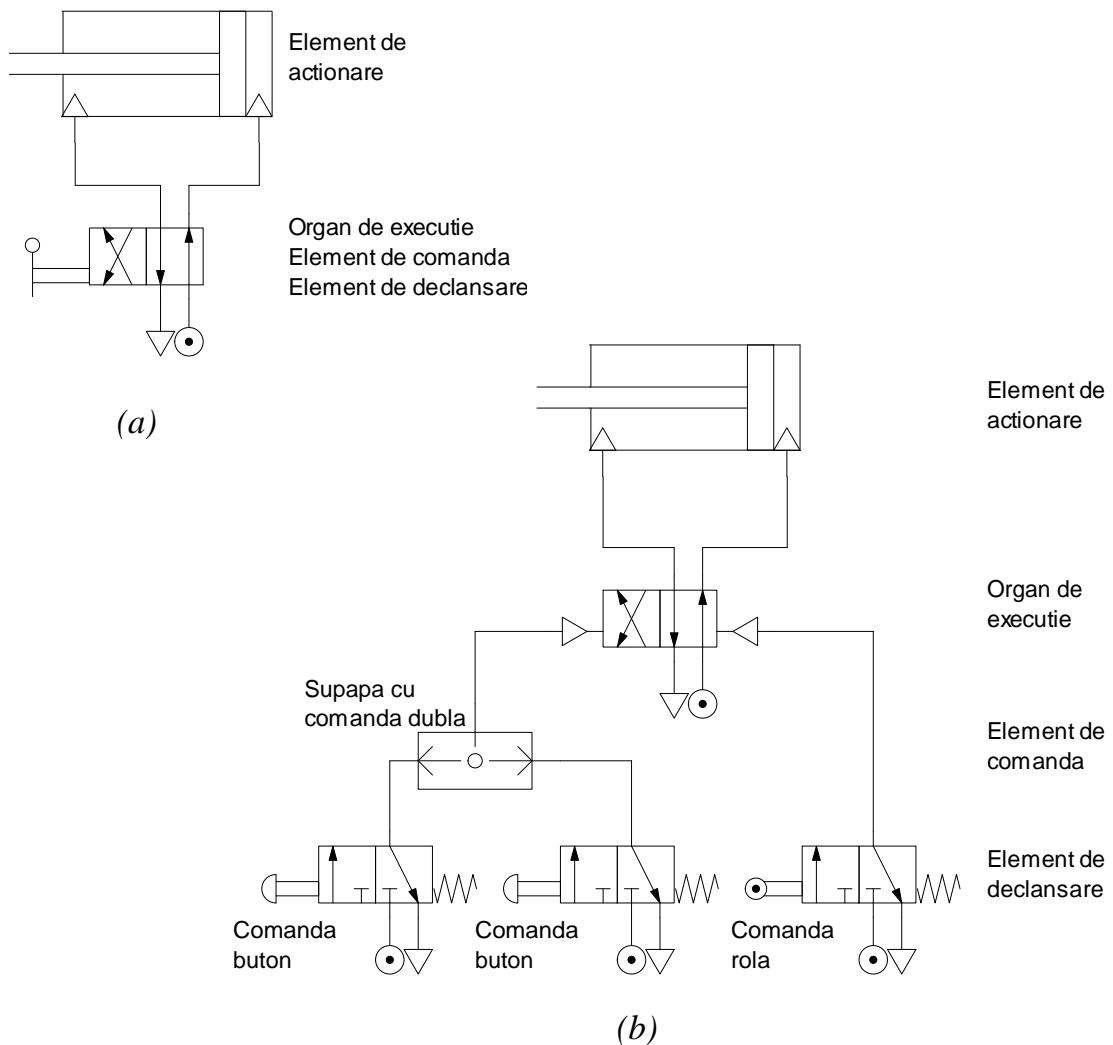 Element de
actionare
Organ de executie
Element de comanda
Element de declansare
(a)
Element de
actionare
Organ de
executie
Supapa cu
comanda dubla
Element de
comanda
Element de
declansare
Comanda
buton
Comanda
buton
Comanda
rola
(b)